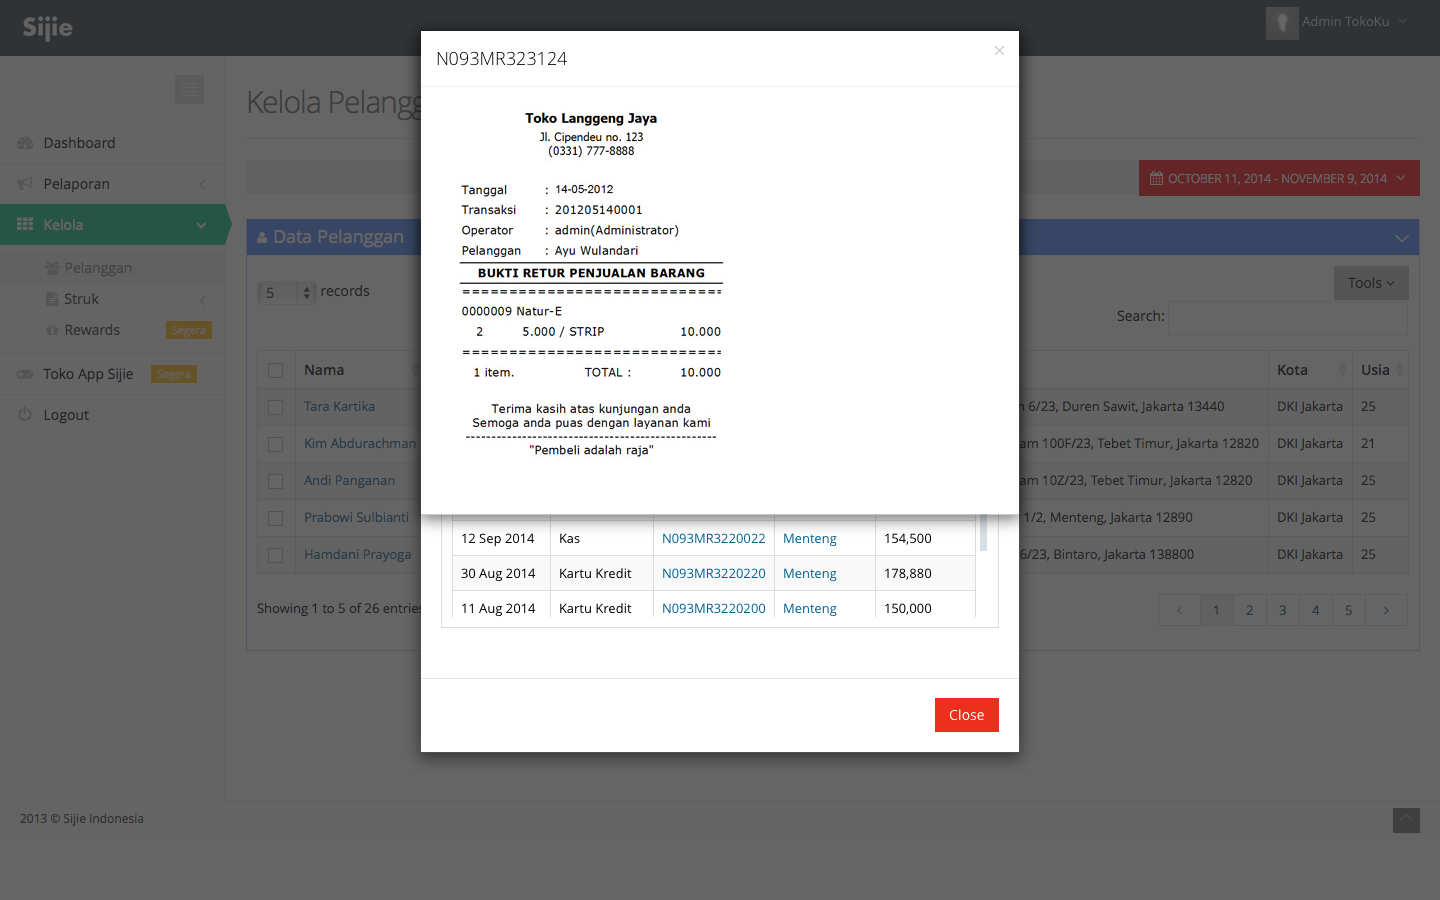 Sijie
Admin TokoKu
Dashboard
Pelaporan
Kelola
Pelanggan
Struk
Rewards Segera
Toko App Sijie Segera
Logout
Kelola Pelangg
OCTOBER 11, 2014 - NOVEMBER 9, 2014
Data Pelanggan
5 records
Tools
Search:
Nama
Kota
Usia
Tara Kartika
6/23, Duren Sawit, Jakarta 13440
DKI Jakarta
25
Kim Abdurachman
am 100F/23, Tebet Timur, Jakarta 12820
DKI Jakarta
21
Andi Panganan
am 10Z/23, Tebet Timur, Jakarta 12820
DKI Jakarta
25
Prabowi Sulbianti
1/2, Menteng, Jakarta 12890
DKI Jakarta
25
Hamdani Prayoga
6/23, Bintaro, Jakarta 138800
DKI Jakarta
25
Showing 1 to 5 of 26 entries
1 2 3 4 5
N093MR323124
×
Toko Langgeng Jaya
Jl. Cipendeu no. 123
(0331) 777-8888
Tanggal : 14-05-2012
Transaksi : 201205140001
Operator : admin(Administrator)
Pelanggan : Ayu Wulandari
BUKTI RETUR PENJUALAN BARANG
============================
0000009 Natur-E
2 5.000 / STRIP 10.000
============================
1 item. TOTAL : 10.000
Terima kasih atas kunjungan anda
Semoga anda puas dengan layanan kami
------------------------------------------------
"Pembeli adalah raja"
12 Sep 2014 Kas N093MR3220022 Menteng 154,500
30 Aug 2014 Kartu Kredit N093MR3220220 Menteng 178,880
11 Aug 2014 Kartu Kredit N093MR3220200 Menteng 150,000
Close
2013 © Sijie Indonesia